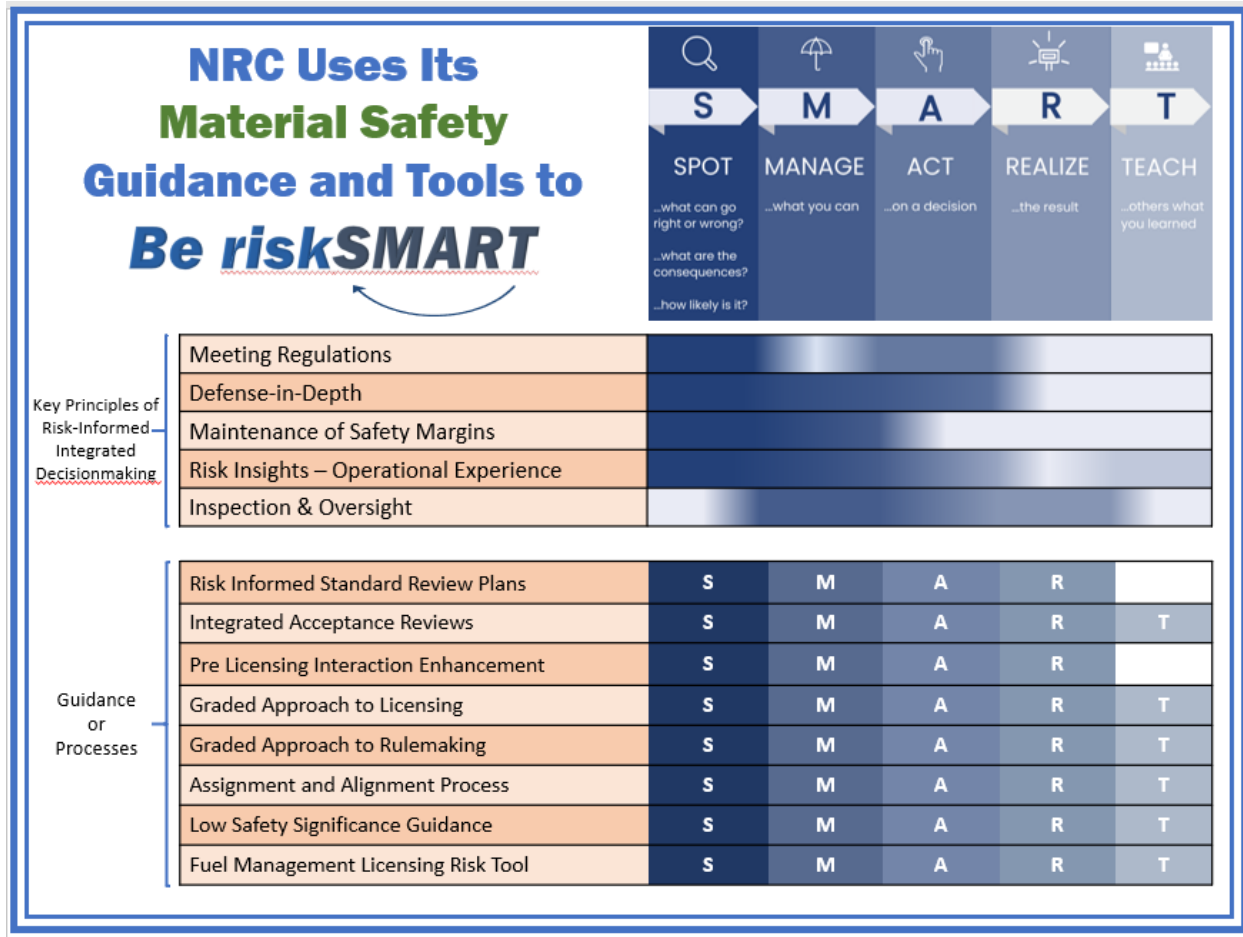 NRC Uses Its
Material Safety
Guidance and Tools to
Be riskSMART
S M A R T
SPOT MANAGE ACT REALIZE TEACH
...what can go
right or wrong?
...what are the
consequences?
...how likely is it?
...what you can
...on a decision
...the result
...others what
you learned
Key Principles of
Risk-Informed
Integrated
Decisionmaking
Meeting Regulations
Defense-in-Depth
Maintenance of Safety Margins
Risk Insights – Operational Experience
Inspection & Oversight
Guidance
or
Processes
Risk Informed Standard Review Plans S M A R
Integrated Acceptance Reviews S M A R T
Pre Licensing Interaction Enhancement S M A R
Graded Approach to Licensing S M A R T
Graded Approach to Rulemaking S M A R T
Assignment and Alignment Process S M A R T
Low Safety Significance Guidance S M A R T
Fuel Management Licensing Risk Tool S M A R T